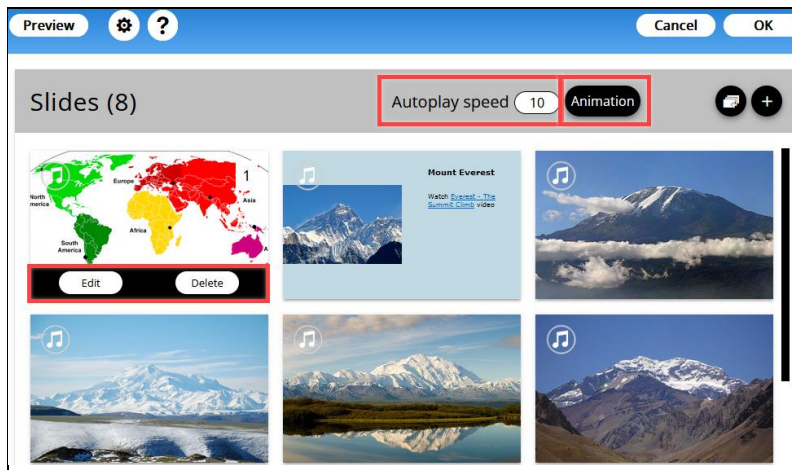 Preview ? Cancel OK
Slides (8) Autoplay speed 10 Animation +
1
Europe
North
merica
Asia
Africa
South
America
A
Edit Delete
Mount Everest
Watch Everest - The
Summit Climb video